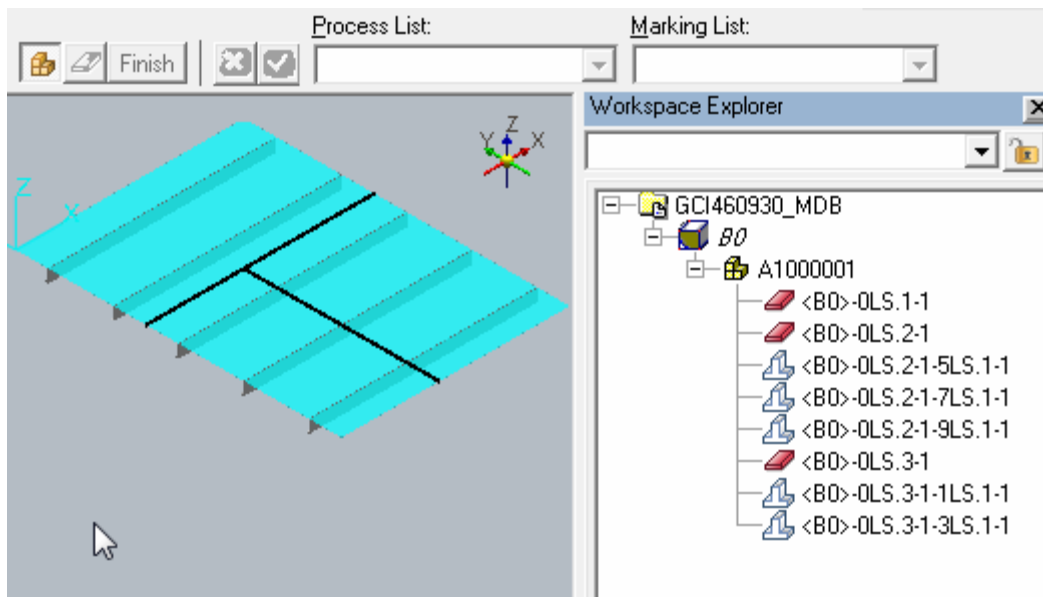 Process List:
Marking List:
Finish
Workspace Explorer
Z
Y
X
Z
X
GCI460930_MDB
B0
A1000001
<B0>-0LS.1-1
<B0>-0LS.2-1
<B0>-0LS.2-1-5LS.1-1
<B0>-0LS.2-1-7LS.1-1
<B0>-0LS.2-1-9LS.1-1
<B0>-0LS.3-1
<B0>-0LS.3-1-1LS.1-1
<B0>-0LS.3-1-3LS.1-1